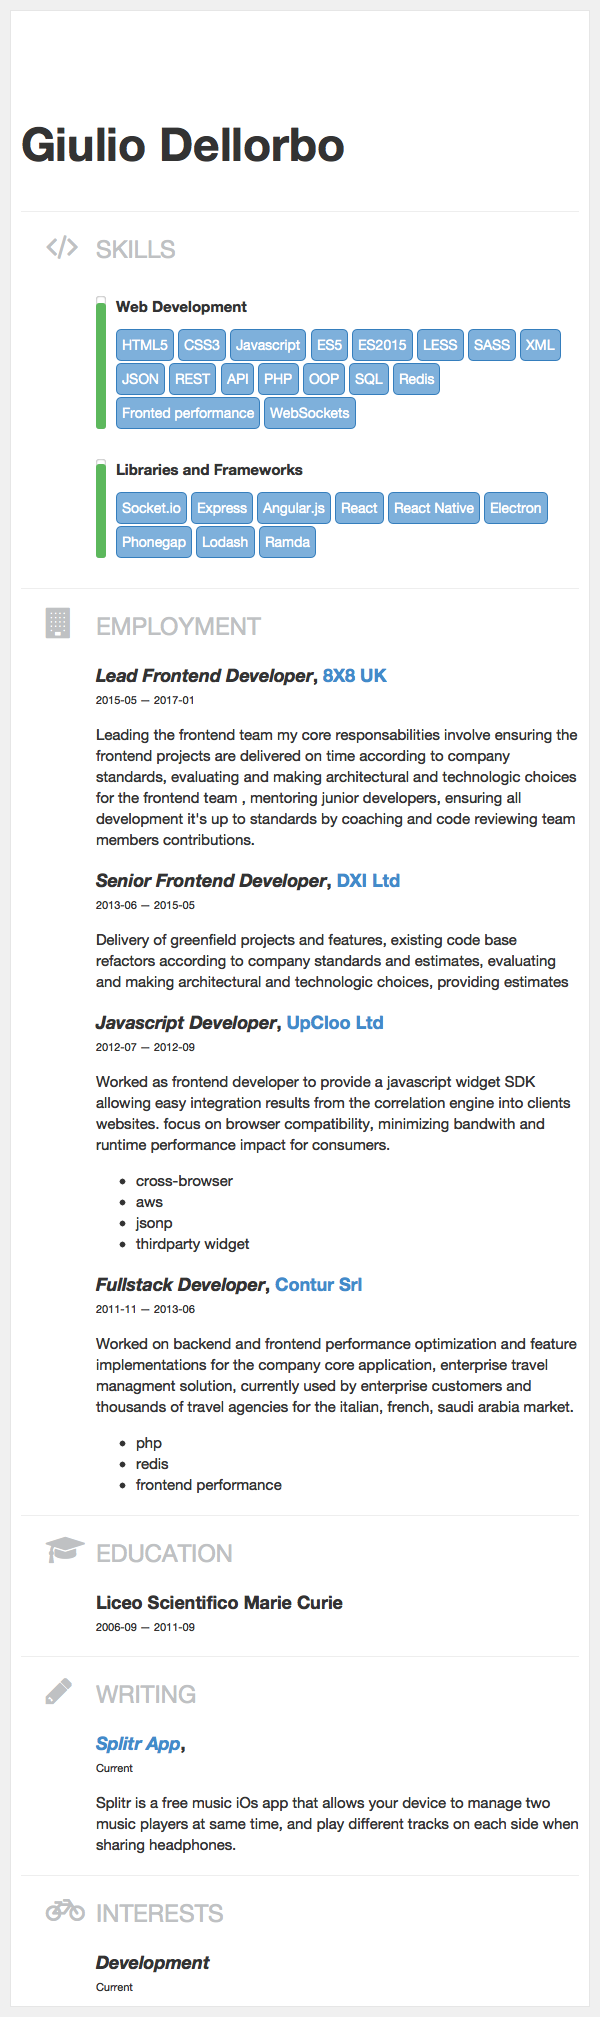 Giulio Dellorbo
SKILLS
Web Development
HTML5 CSS3 Javascript ES5 ES2015 LESS SASS XML
JSON REST API PHP OOP SQL Redis
Fronted performance WebSockets
Libraries and Frameworks
Socket.io Express Angular.js React React Native Electron
Phonegap Lodash Ramda
EMPLOYMENT
Lead Frontend Developer, 8X8 UK
2015-05 — 2017-01
Leading the frontend team my core responsabilities involve ensuring the
frontend projects are delivered on time according to company
standards, evaluating and making architectural and technologic choices
for the frontend team , mentoring junior developers, ensuring all
development it's up to standards by coaching and code reviewing team
members contributions.
Senior Frontend Developer, DXI Ltd
2013-06 — 2015-05
Delivery of greenfield projects and features, existing code base
refactors according to company standards and estimates, evaluating
and making architectural and technologic choices, providing estimates
Javascript Developer, UpCloo Ltd
2012-07 — 2012-09
Worked as frontend developer to provide a javascript widget SDK
allowing easy integration results from the correlation engine into clients
websites. focus on browser compatibility, minimizing bandwith and
runtime performance impact for consumers.
• cross-browser
• aws
• jsonp
• thirdparty widget
Fullstack Developer, Contur Srl
2011-11 — 2013-06
Worked on backend and frontend performance optimization and feature
implementations for the company core application, enterprise travel
managment solution, currently used by enterprise customers and
thousands of travel agencies for the italian, french, saudi arabia market.
• php
• redis
• frontend performance
EDUCATION
Liceo Scientifico Marie Curie
2006-09 — 2011-09
WRITING
Splitr App,
Current
Splitr is a free music iOs app that allows your device to manage two
music players at same time, and play different tracks on each side when
sharing headphones.
INTERESTS
Development
Current